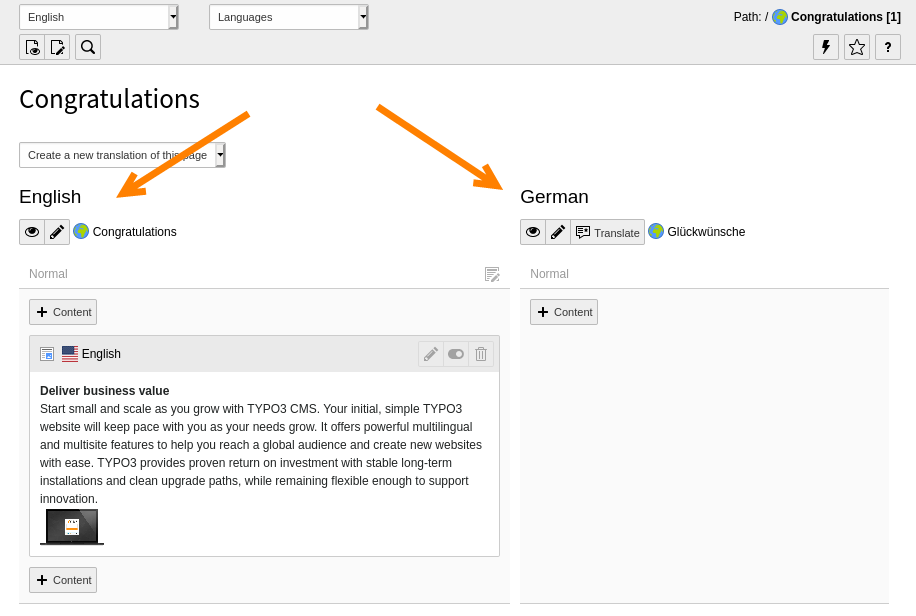 English
Languages
Path: / Congratulations [1]
?
Congratulations
Create a new translation of this page
English
German
Congratulations
Translate
Glückwünsche
Normal
Normal
+ Content
+ Content
English
Deliver business value
Start small and scale as you grow with TYPO3 CMS. Your initial, simple TYPO3
website will keep pace with you as your needs grow. It offers powerful multilingual
and multisite features to help you reach a global audience and create new websites
with ease. TYPO3 provides proven return on investment with stable long-term
installations and clean upgrade paths, while remaining flexible enough to support
innovation.
+ Content